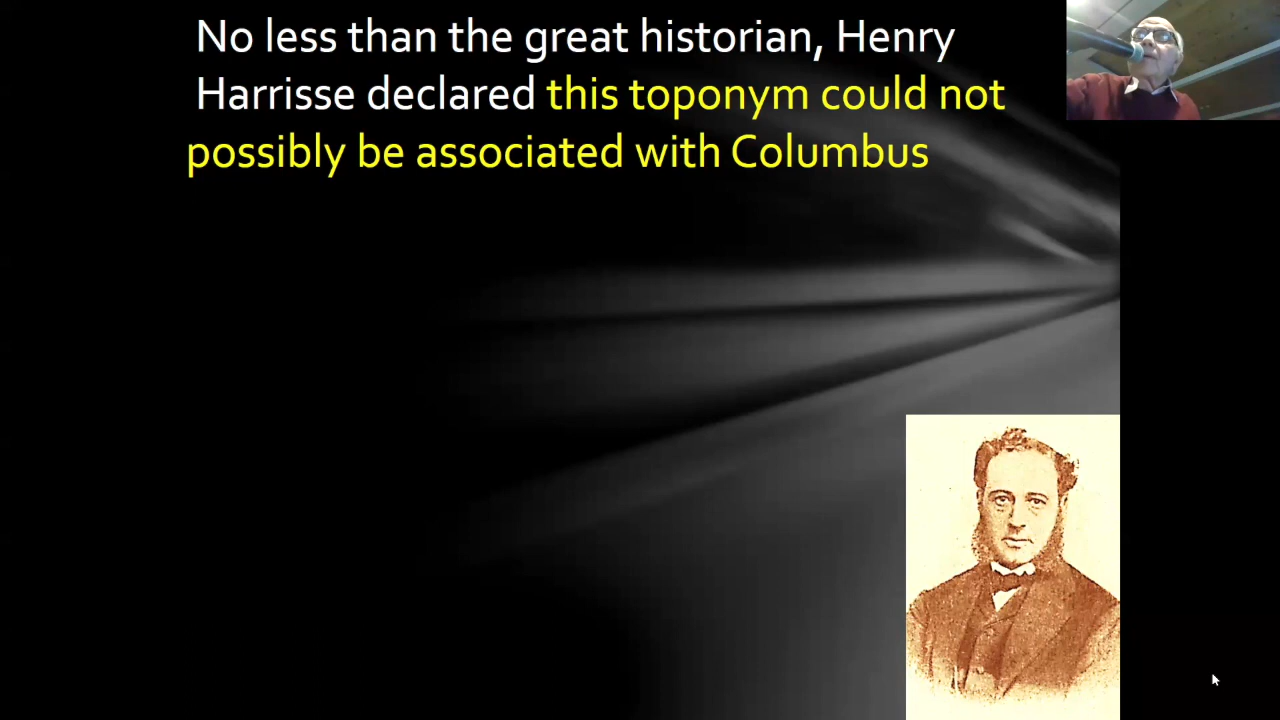 No less than the great historian, Henry
Harrisse declared this toponym could not
possibly be associated with Columbus